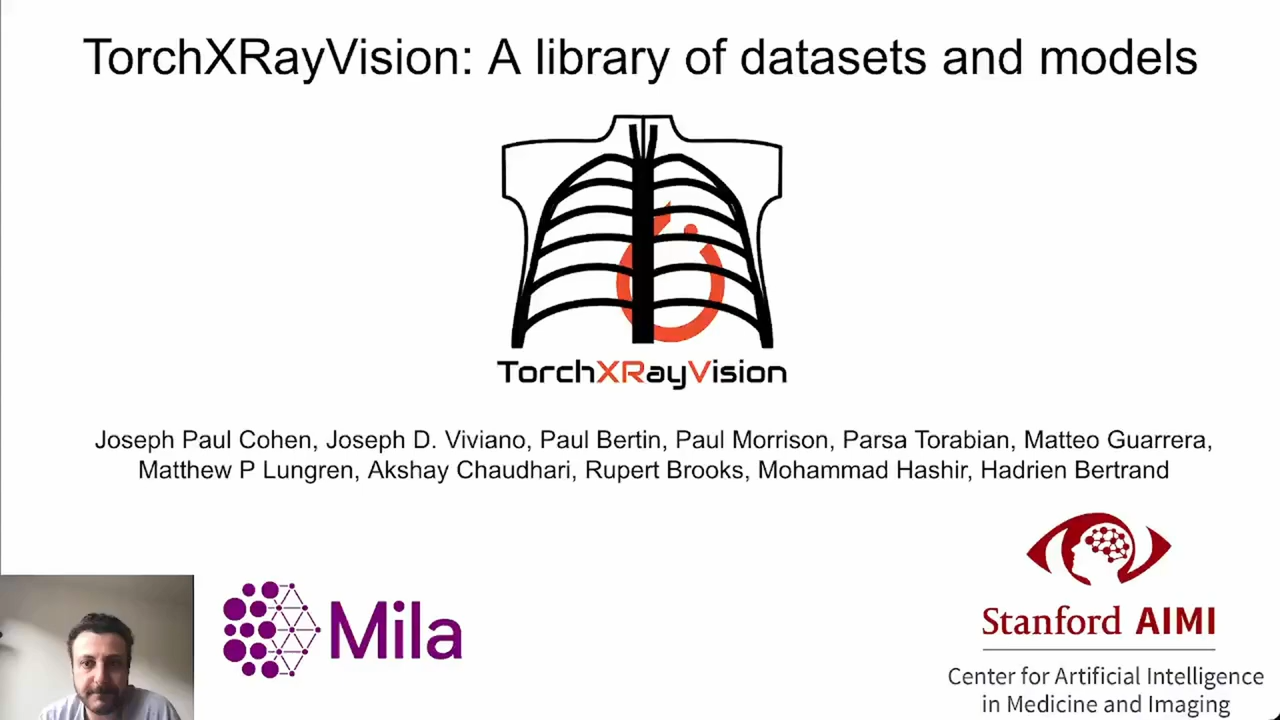 TorchXRayVision: A library of datasets and models
TorchXRayVision
Joseph Paul Cohen, Joseph D. Viviano, Paul Bertin, Paul Morrison, Parsa Torabian, Matteo Guarrera,
Matthew P Lungren, Akshay Chaudhari, Rupert Brooks, Mohammad Hashir, Hadrien Bertrand
Mila
Stanford AIMI
Center for Artificial Intelligence
in Medicine and Imaging